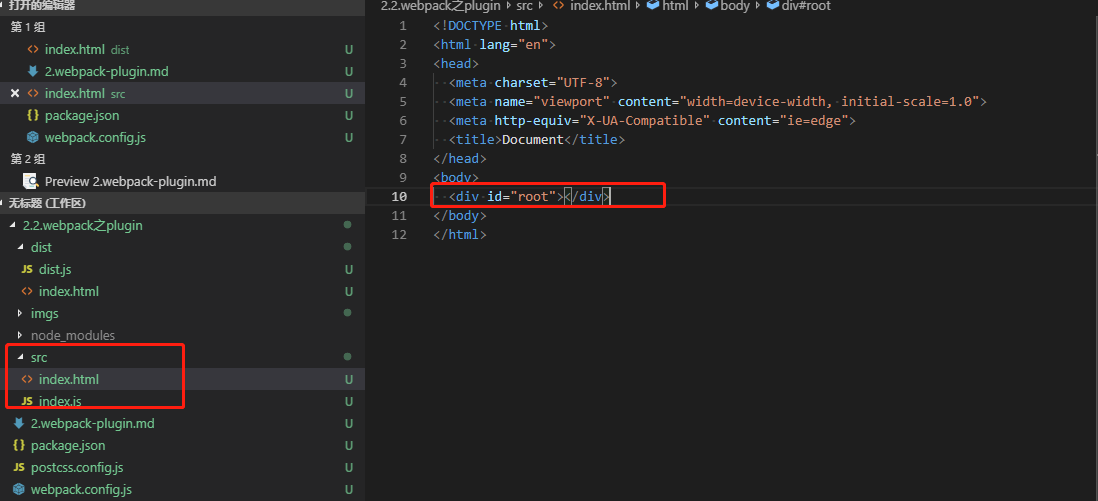 打开的编辑器
第 1 组
index.html dist U
2.webpack-plugin.md U
index.html src U
package.json U
webpack.config.js U
第 2 组
Preview 2.webpack-plugin.md
无标题 (工作区)
2.2.webpack之plugin
dist
JS dist.js U
index.html U
imgs
node_modules
src
index.html U
JS index.js U
2.webpack-plugin.md U
package.json U
JS postcss.config.js U
webpack.config.js U
2.2.webpack之plugin › src › index.html › html › body › div#root
1 <!DOCTYPE html>
2 <html lang="en">
3 <head>
4 <meta charset="UTF-8">
5 <meta name="viewport" content="width=device-width, initial-scale=1.0">
6 <meta http-equiv="X-UA-Compatible" content="ie=edge">
7 <title>Document</title>
8 </head>
9 <body>
10 <div id="root"></div>
11 </body>
12 </html>